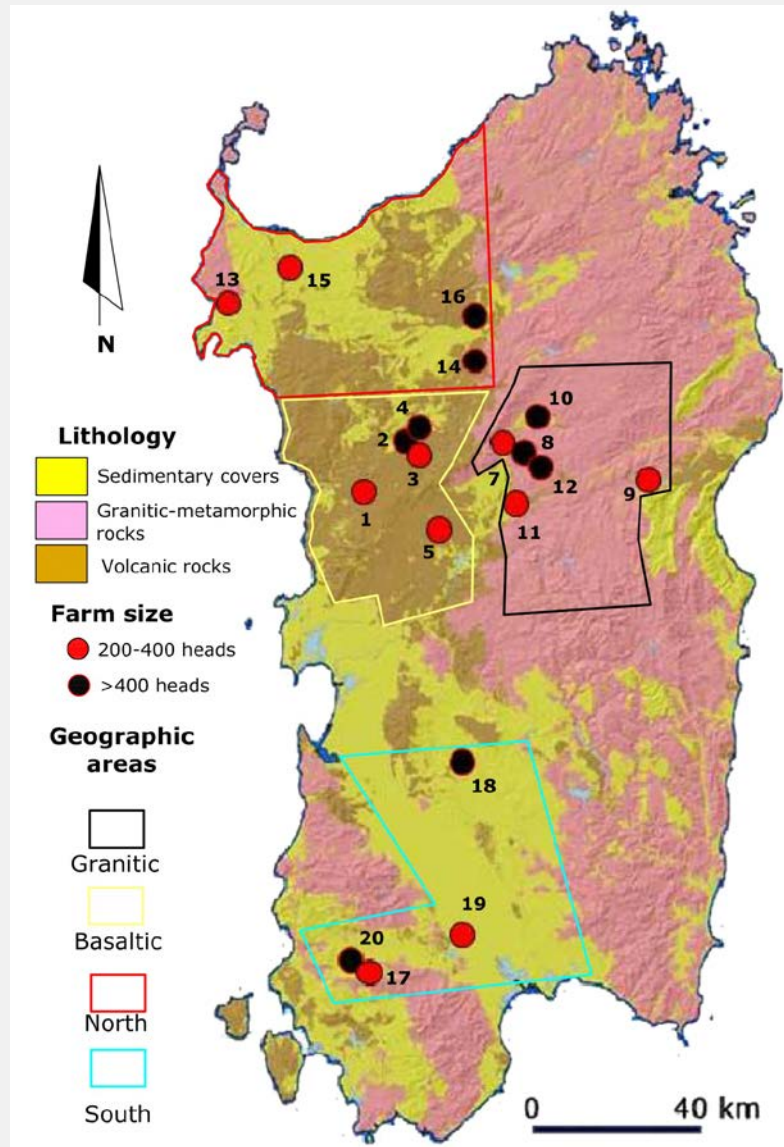 13
15
16
14
N
4
10
2
3
7
8
12
9
1
11
5
Lithology
Sedimentary covers
Granitic-metamorphic
rocks
Volcanic rocks
Farm size
200-400 heads
>400 heads
Geographic
areas
Granitic
Basaltic
North
South
18
19
20
17
0
40 km